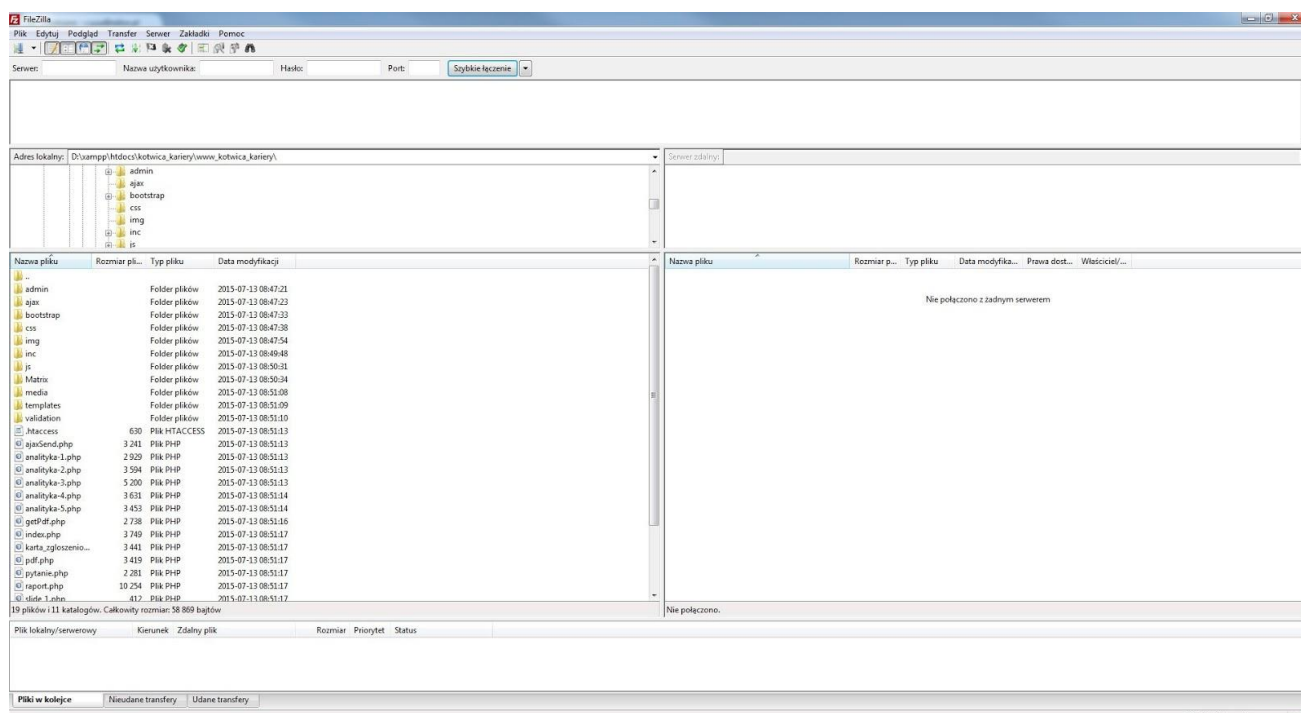 FileZilla
Plik Edytuj Podgląd Transfer Serwer Zakładki Pomoc
Serwer: Nazwa użytkownika: Hasło: Port: Szybkie łączenie
Adres lokalny: D:\xampp\htdocs\kotwica_kariery\www_kotwica_kariery\
Serwer zdalny:
admin
ajax
bootstrap
css
img
inc
js
Nazwa pliku Rozmiar pli... Typ pliku Data modyfikacji
..
admin Folder plików 2015-07-13 08:47:21
ajax Folder plików 2015-07-13 08:47:23
bootstrap Folder plików 2015-07-13 08:47:33
css Folder plików 2015-07-13 08:47:38
img Folder plików 2015-07-13 08:47:54
inc Folder plików 2015-07-13 08:49:48
js Folder plików 2015-07-13 08:50:31
Matrix Folder plików 2015-07-13 08:50:34
media Folder plików 2015-07-13 08:51:08
templates Folder plików 2015-07-13 08:51:09
validation Folder plików 2015-07-13 08:51:10
.htaccess 630 Plik HTACCESS 2015-07-13 08:51:13
ajaxSend.php 3 241 Plik PHP 2015-07-13 08:51:13
analityka-1.php 2 929 Plik PHP 2015-07-13 08:51:13
analityka-2.php 3 594 Plik PHP 2015-07-13 08:51:13
analityka-3.php 5 200 Plik PHP 2015-07-13 08:51:13
analityka-4.php 3 631 Plik PHP 2015-07-13 08:51:14
analityka-5.php 3 453 Plik PHP 2015-07-13 08:51:14
getPdf.php 2 738 Plik PHP 2015-07-13 08:51:16
index.php 3 749 Plik PHP 2015-07-13 08:51:17
karta_zgloszenio... 3 441 Plik PHP 2015-07-13 08:51:17
pdf.php 3 419 Plik PHP 2015-07-13 08:51:17
pytanie.php 2 281 Plik PHP 2015-07-13 08:51:17
raport.php 10 254 Plik PHP 2015-07-13 08:51:17
slide_1.php 412 Plik PHP 2015-07-13 08:51:17
19 plików i 11 katalogów. Całkowity rozmiar: 58 869 bajtów
Nazwa pliku Rozmiar p... Typ pliku Data modyfika... Prawa dost... Właściciel/...
Nie połączono z żadnym serwerem
Nie połączono.
Plik lokalny/serwerowy Kierunek Zdalny plik Rozmiar Priorytet Status
Pliki w kolejce Nieudane transfery Udane transfery